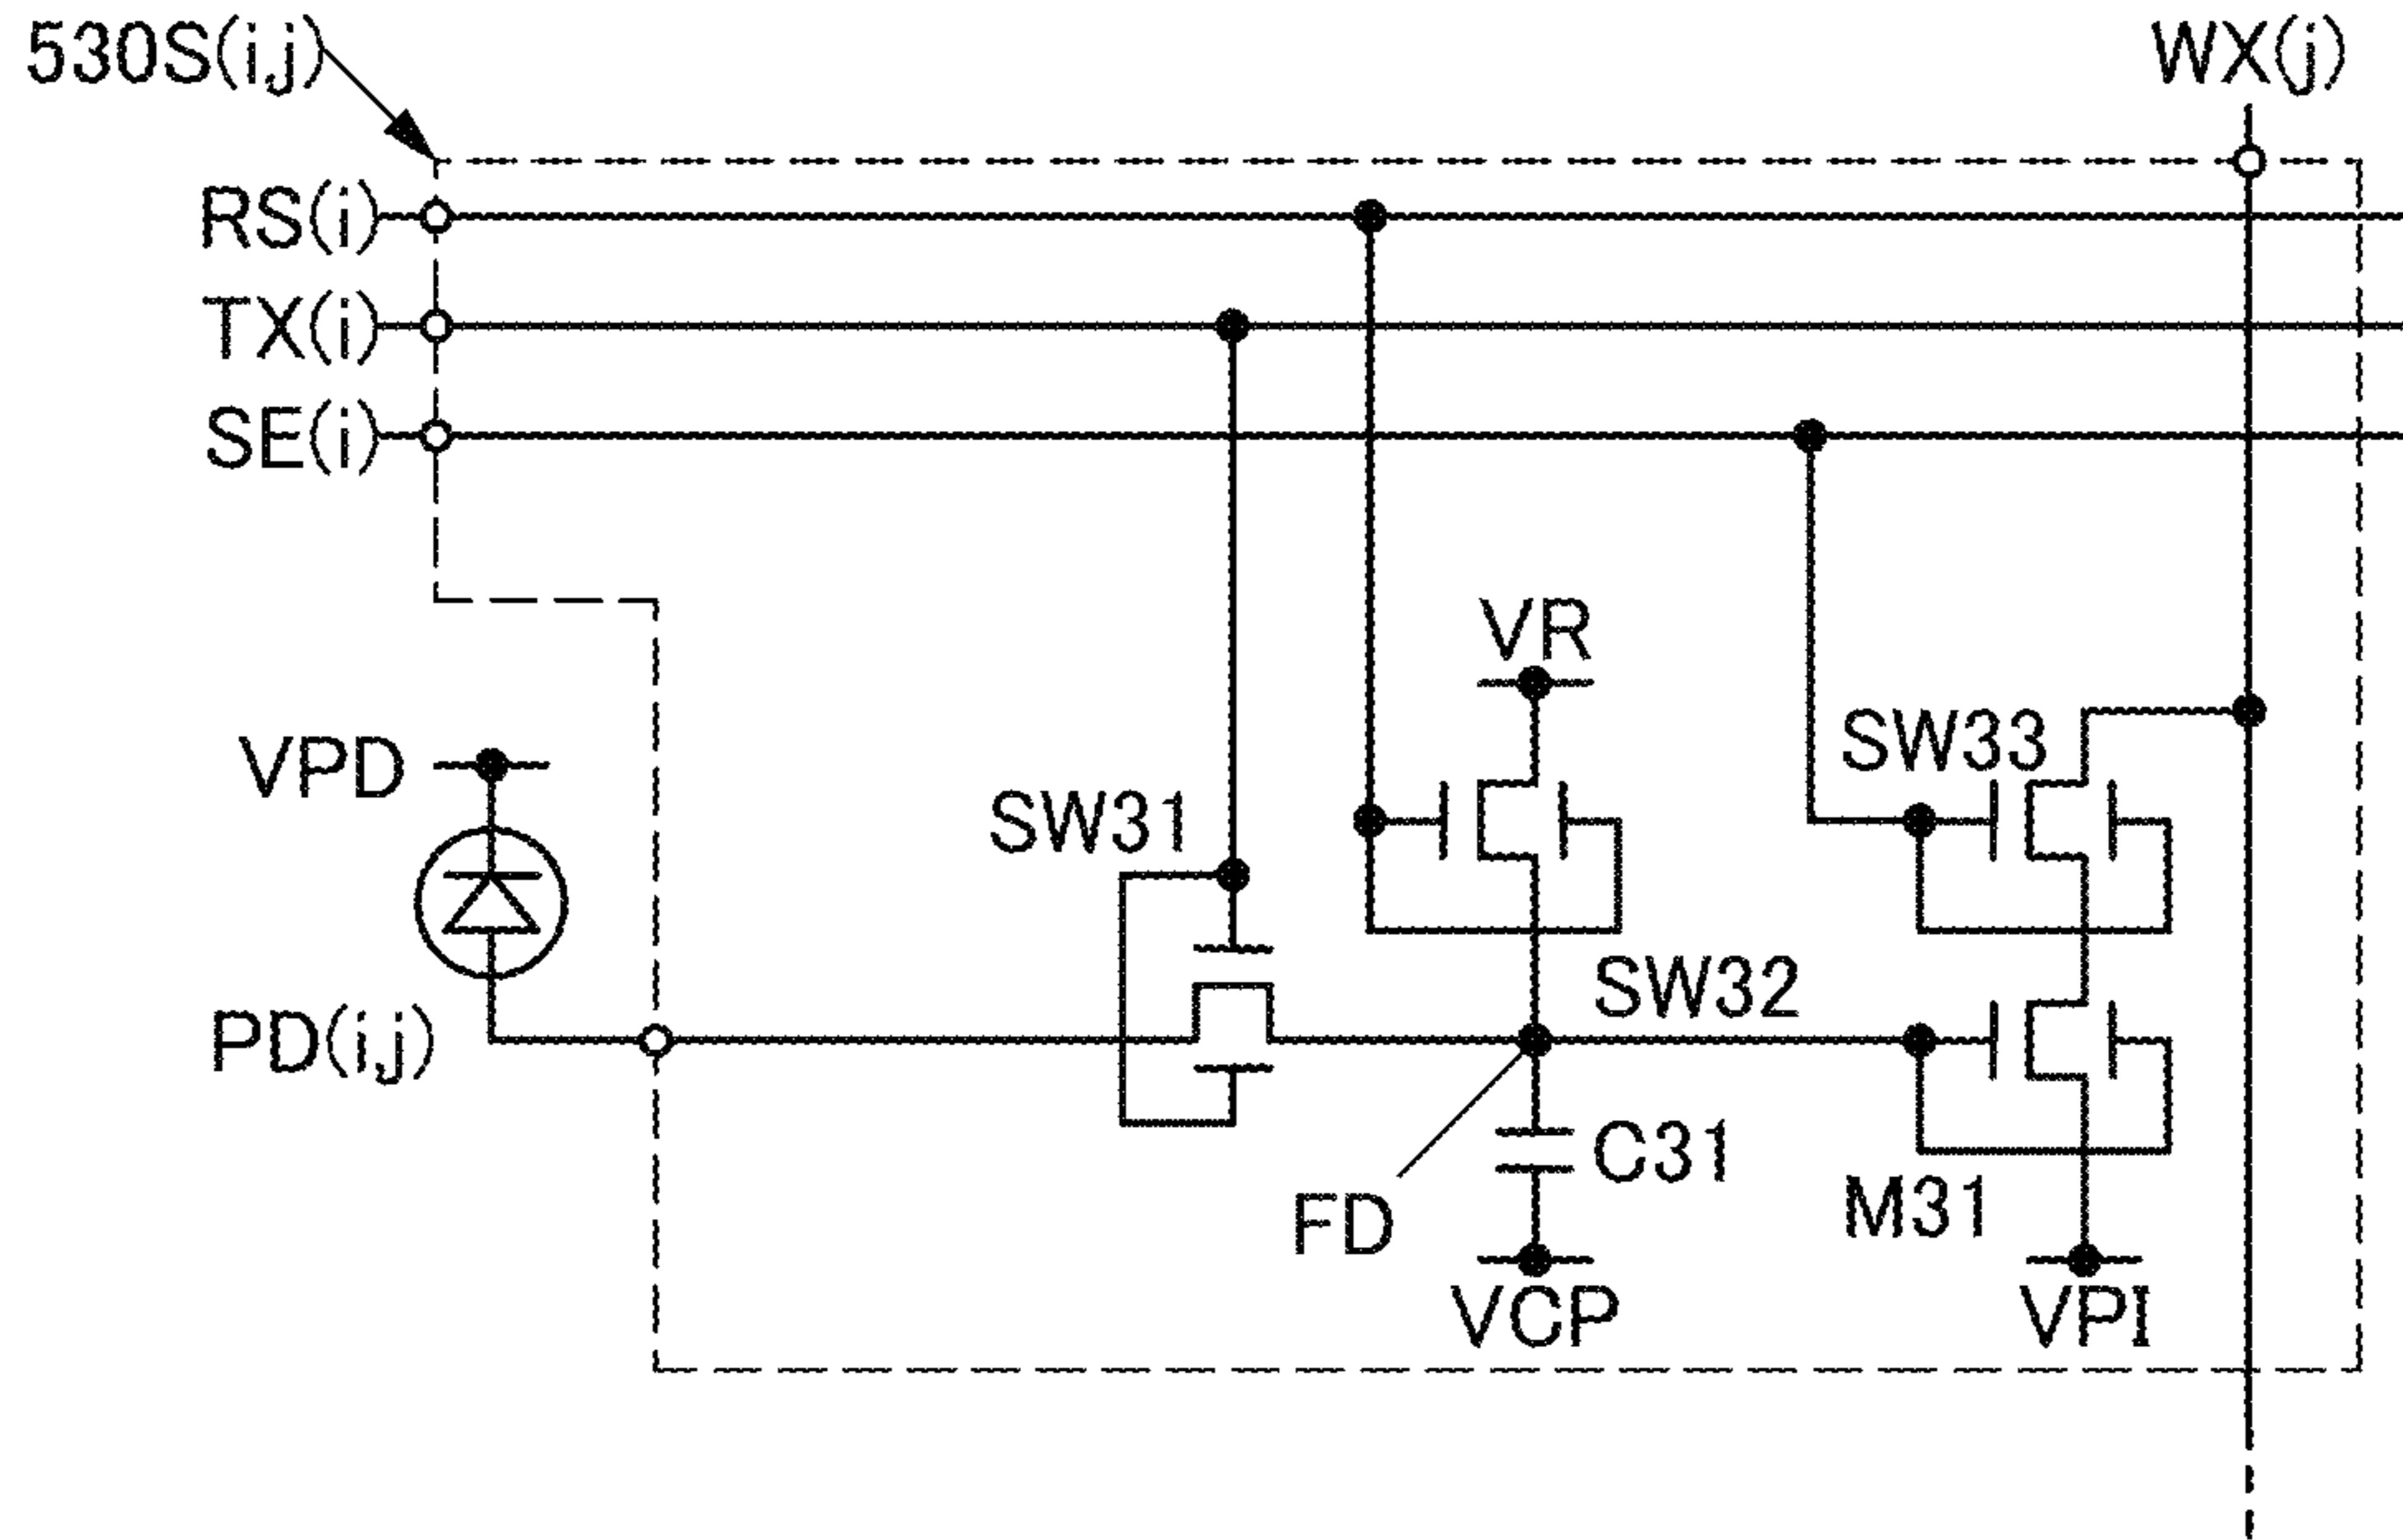 530S(i,j)
WX(j)
RS(i)
TX(i)
SE(i)
VR
VPD
SW33
SW31
SW32
PD(i,j)
C31
M31
FD
VCP
VPI